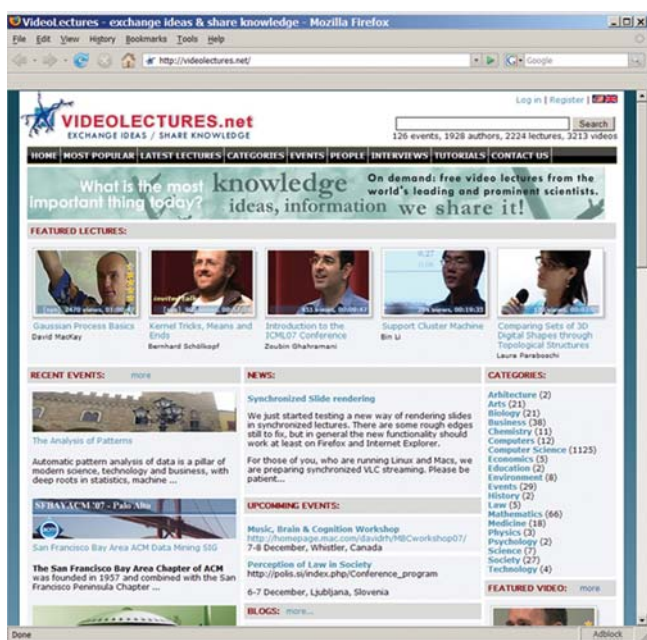 VideoLectures - exchange ideas & share knowledge - Mozilla Firefox
File Edit View History Bookmarks Tools Help
http://videolectures.net/
Google
Log in | Register |
VIDEOLECTURES.net
EXCHANGE IDEAS / SHARE KNOWLEDGE
Search
126 events, 1928 authors, 2224 lectures, 3213 videos
HOME MOST POPULAR LATEST LECTURES CATEGORIES EVENTS PEOPLE INTERVIEWS TUTORIALS CONTACT US
What is the most important thing today?
knowledge
ideas, information we share it!
On demand: free video lectures from the
world's leading and prominent scientists.
FEATURED LECTURES:
Gaussian Process Basics
David MacKay
Kernel Tricks, Means and
Ends
Bernhard Schölkopf
Introduction to the
ICML07 Conference
Zoubin Ghahramani
Support Cluster Machine
Bin Li
Comparing Sets of 3D
Digital Shapes through
Topological Structures
Laura Paraboschi
RECENT EVENTS: more
The Analysis of Patterns
Automatic pattern analysis of data is a pillar of
modern science, technology and business, with
deep roots in statistics, machine ...
SFBAYACM '07 - Palo Alto
San Francisco Bay Area ACM Data Mining SIG
The San Francisco Bay Area Chapter of ACM
was founded in 1957 and combined with the San
Francisco Peninsula Chapter ...
NEWS:
Synchronized Slide rendering
We just started testing a new way of rendering slides
in synchronized lectures. There are some rough edges
still to fix, but in general the new functionality should
work at least on Firefox and Internet Explorer.
For those of you, who are running Linux and Macs, we
are preparing synchronized VLC streaming. Please be
patient...
UPCOMMING EVENTS:
Music, Brain & Cognition Workshop
http://homepage.mac.com/davidrh/MBCworkshop07/
7-8 December, Whistler, Canada
Perception of Law in Society
http://polis.si/index.php/Conference_program
6-7 December, Ljubljana, Slovenia
BLOGS: more...
CATEGORIES:
Arhitecture (2)
Arts (21)
Biology (21)
Business (38)
Chemistry (11)
Computers (12)
Computer Science (1125)
Economics (5)
Education (2)
Environment (8)
Events (29)
History (2)
Law (5)
Mathematics (66)
Medicine (18)
Physics (3)
Psychology (2)
Science (7)
Society (27)
Technology (4)
FEATURED VIDEO: more
Done
Adblock